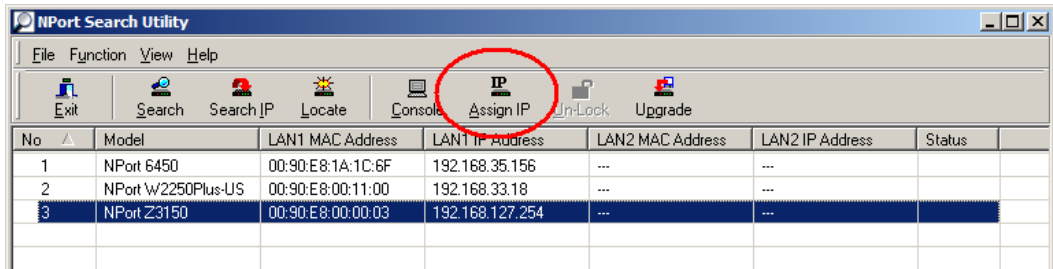 NPort Search Utility
File Function View Help
IP
Exit Search Search IP Locate Console Assign IP Un-Lock Upgrade
No Model LAN1 MAC Address LAN1 IP Address LAN2 MAC Address LAN2 IP Address Status
1 NPort 6450 00:90:E8:1A:1C:6F 192.168.35.156 --- ---
2 NPort W2250Plus-US 00:90:E8:00:11:00 192.168.33.18 --- ---
3 NPort Z3150 00:90:E8:00:00:03 192.168.127.254 --- ---